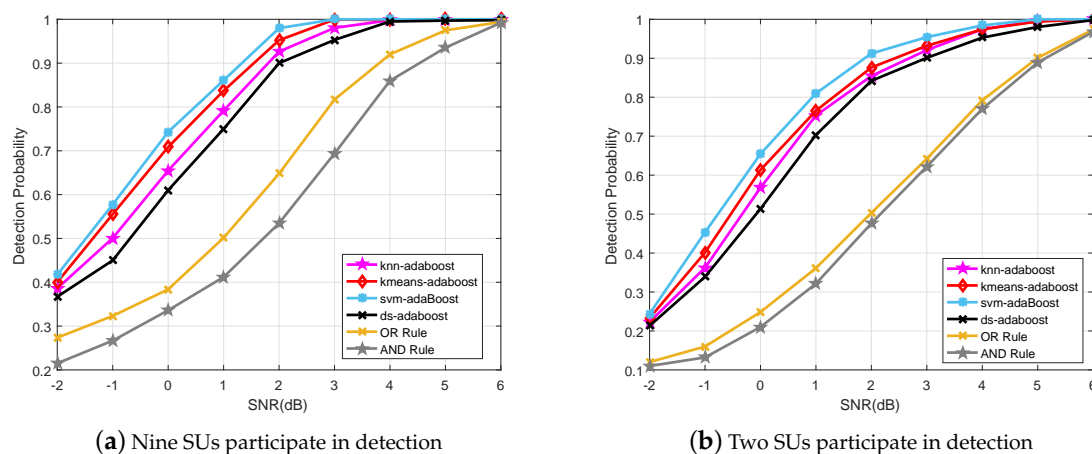 1
0.9
0.8
0.7
0.6
0.5
0.4
0.3
0.2
Detection Probability
-2 -1 0 1 2 3 4 5 6
SNR(dB)
knn-adaboost
kmeans-adaboost
svm-adaBoost
ds-adaboost
OR Rule
AND Rule
(a) Nine SUs participate in detection
1
0.9
0.8
0.7
0.6
0.5
0.4
0.3
0.2
0.1
Detection Probability
-2 -1 0 1 2 3 4 5 6
SNR(dB)
knn-adaboost
kmeans-adaboost
svm-adaBoost
ds-adaboost
OR Rule
AND Rule
(b) Two SUs participate in detection